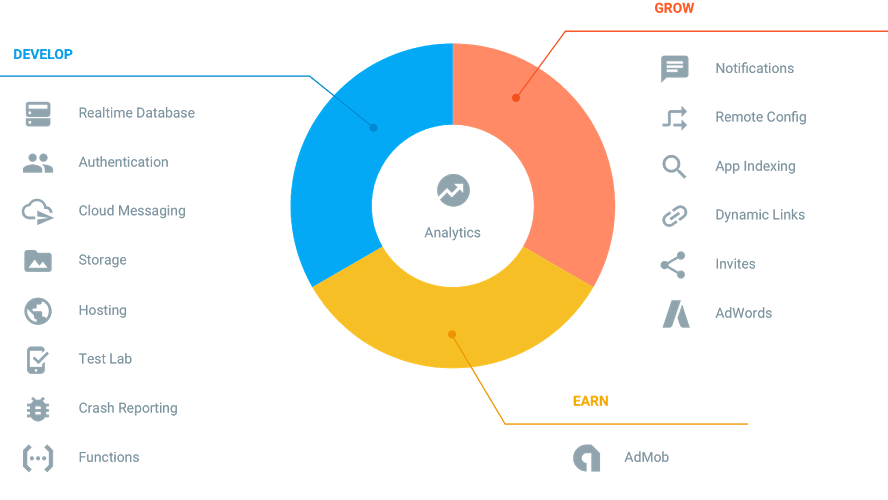 DEVELOP
Realtime Database
Authentication
Cloud Messaging
Storage
Hosting
Test Lab
Crash Reporting
Functions
Analytics
GROW
Notifications
Remote Config
App Indexing
Dynamic Links
Invites
AdWords
EARN
AdMob